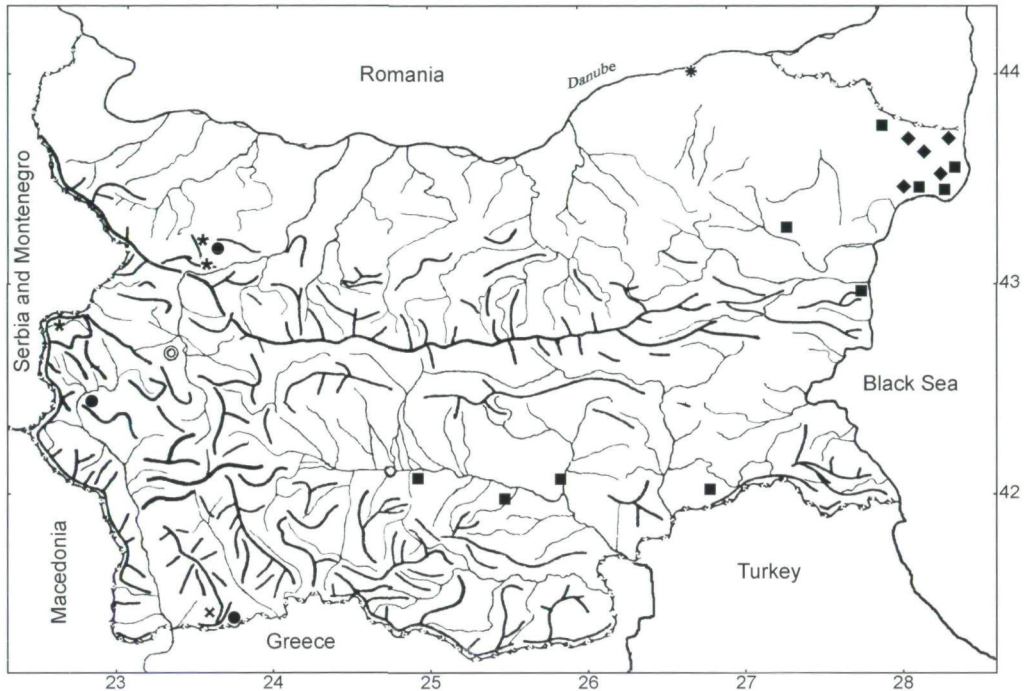 Romania
Danube
44
Serbia and Montenegro
43
Black Sea
42
Macedonia
Turkey
Greece
23 24 25 26 27 28